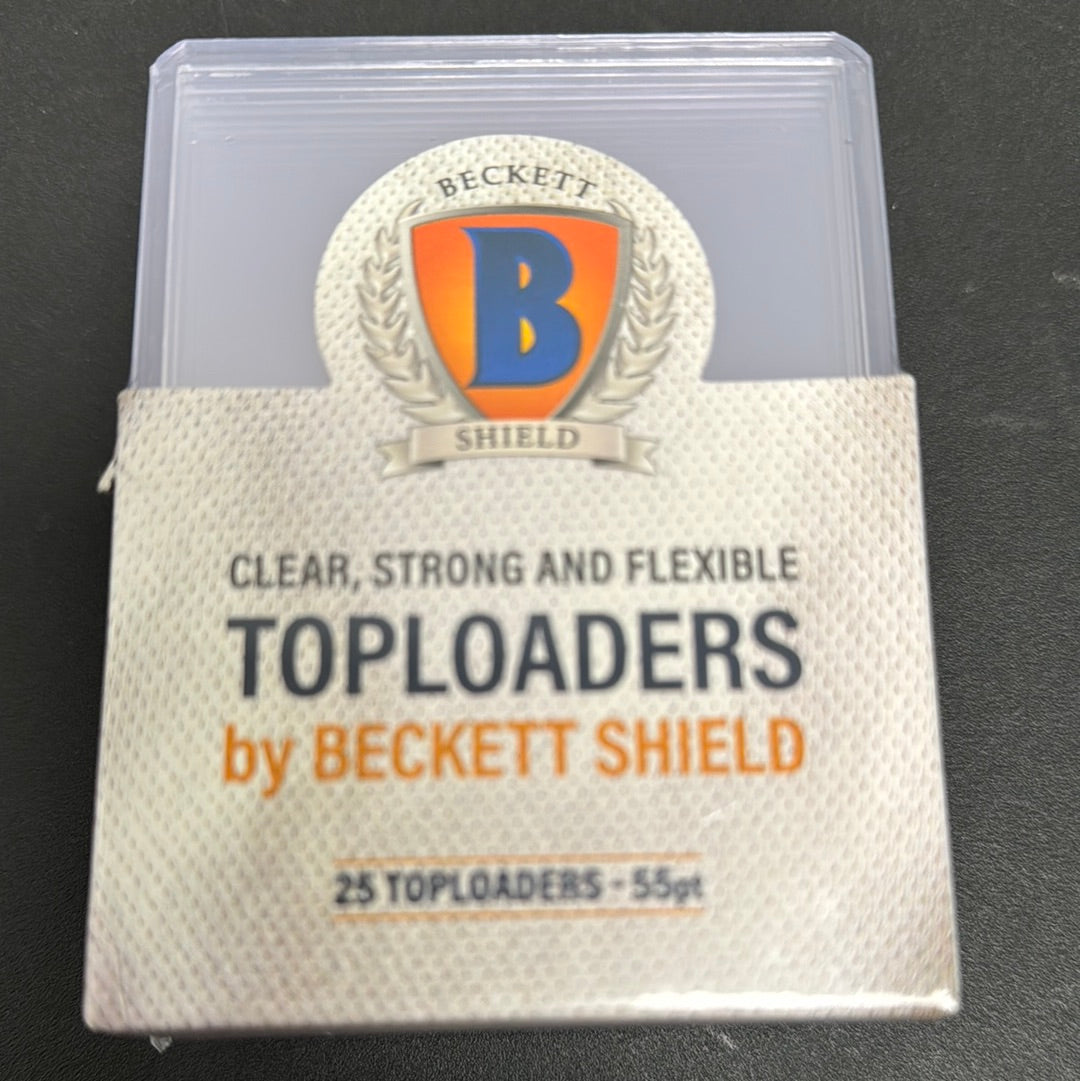 BECKETT
B
SHIELD
CLEAR, STRONG AND FLEXIBLE
TOPLOADERS
by BECKETT SHIELD
25 TOPLOADERS - 55pt